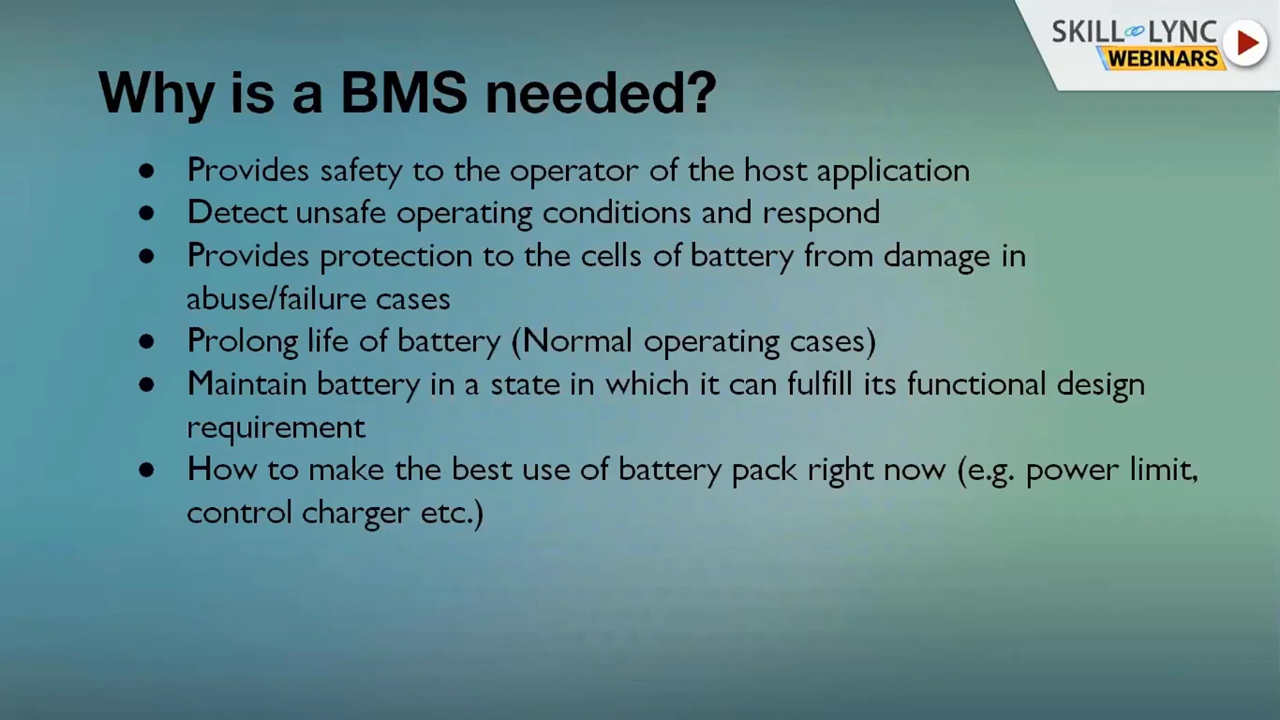 SKILL LYNC
WEBINARS
Why is a BMS needed?
● Provides safety to the operator of the host application
● Detect unsafe operating conditions and respond
● Provides protection to the cells of battery from damage in
abuse/failure cases
● Prolong life of battery (Normal operating cases)
● Maintain battery in a state in which it can fulfill its functional design
requirement
● How to make the best use of battery pack right now (e.g. power limit,
control charger etc.)